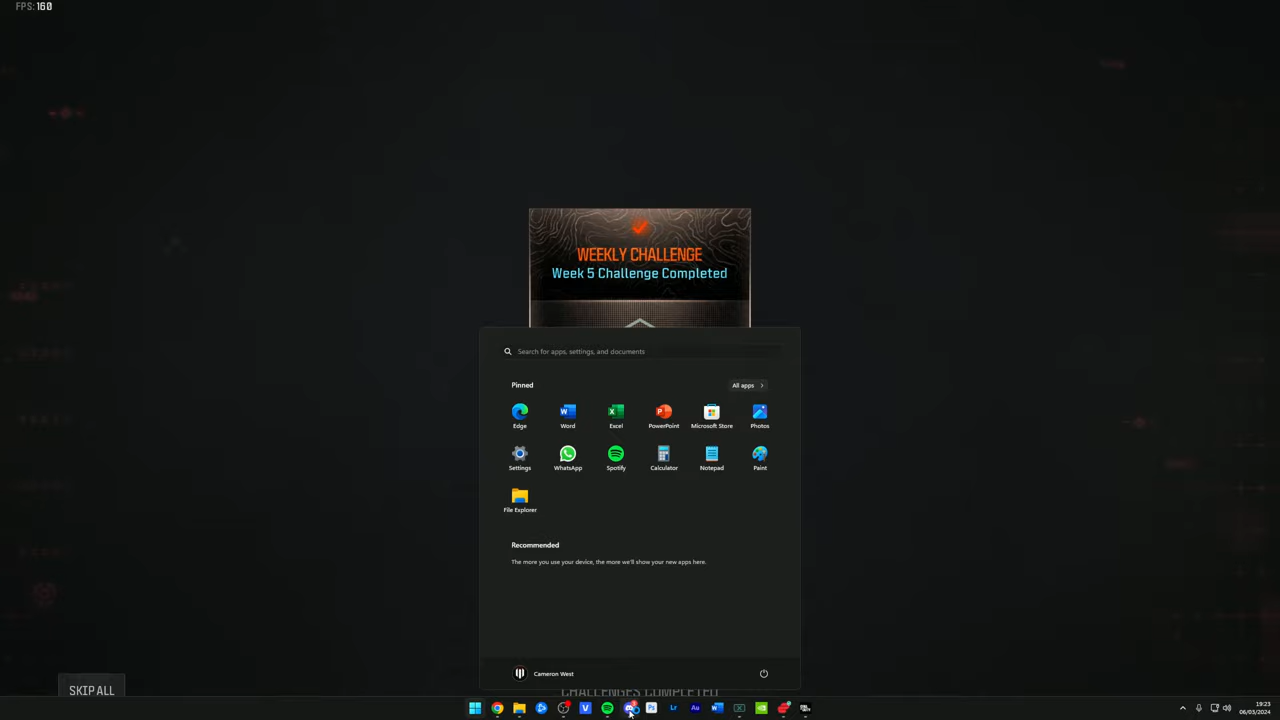 FPS: 160
WEEKLY CHALLENGE
Week 5 Challenge Completed
Search for apps, settings, and documents
Pinned
All apps
Edge
Word
Excel
PowerPoint
Microsoft Store
Photos
Settings
WhatsApp
Spotify
Calculator
Notepad
Paint
File Explorer
Recommended
The more you use your device, the more we'll show your new apps here.
Cameron West
SKIP ALL
CHALLENGES COMPLETED
Ps
Lr
Au
W
19:23
06/03/2024